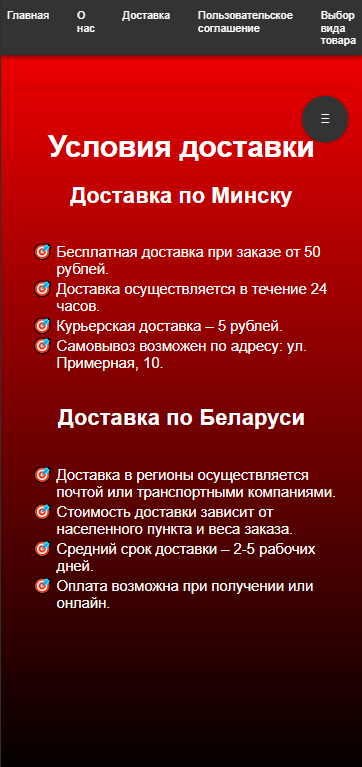 Главная О нас Доставка Пользовательское соглашение Выбор вида товара
☰
Условия доставки
Доставка по Минску
🎯 Бесплатная доставка при заказе от 50
рублей.
🎯 Доставка осуществляется в течение 24
часов.
🎯 Курьерская доставка – 5 рублей.
🎯 Самовывоз возможен по адресу: ул.
Примерная, 10.
Доставка по Беларуси
🎯 Доставка в регионы осуществляется
почтой или транспортными компаниями.
🎯 Стоимость доставки зависит от
населенного пункта и веса заказа.
🎯 Средний срок доставки – 2-5 рабочих
дней.
🎯 Оплата возможна при получении или
онлайн.